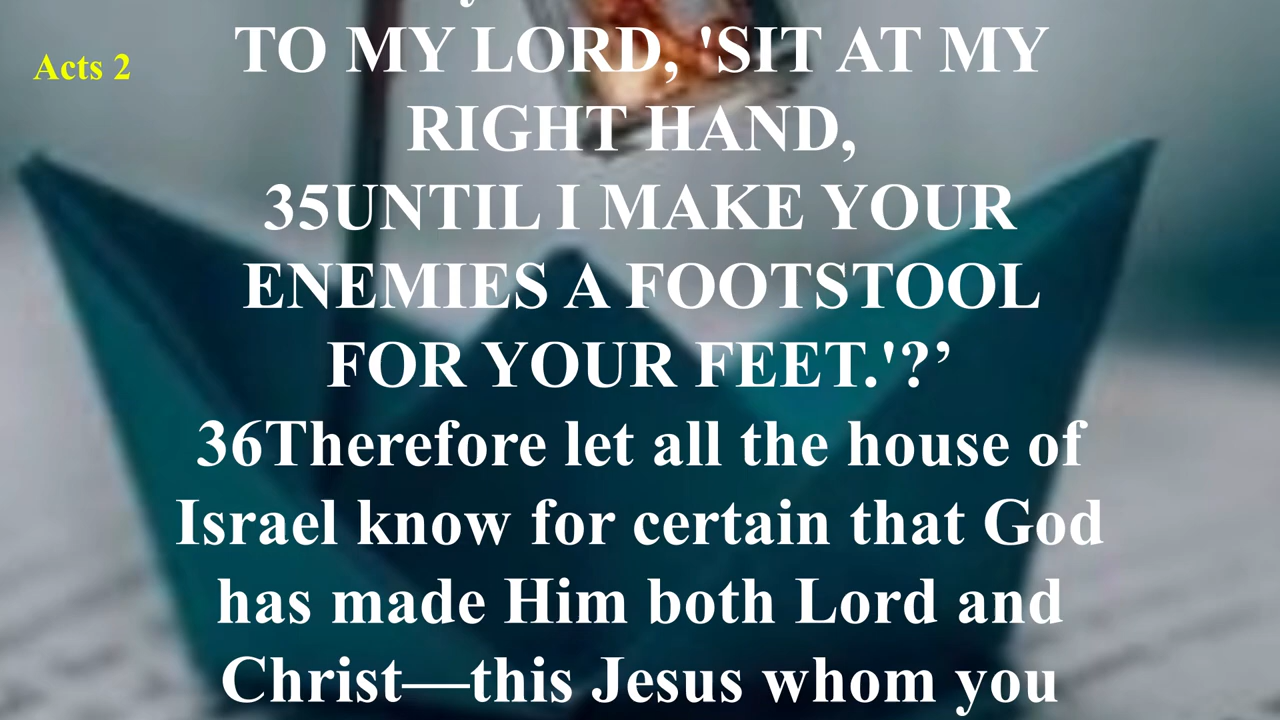 Acts 2
TO MY LORD, 'SIT AT MY
RIGHT HAND,
35UNTIL I MAKE YOUR
ENEMIES A FOOTSTOOL
FOR YOUR FEET.'?’
36Therefore let all the house of
Israel know for certain that God
has made Him both Lord and
Christ—this Jesus whom you